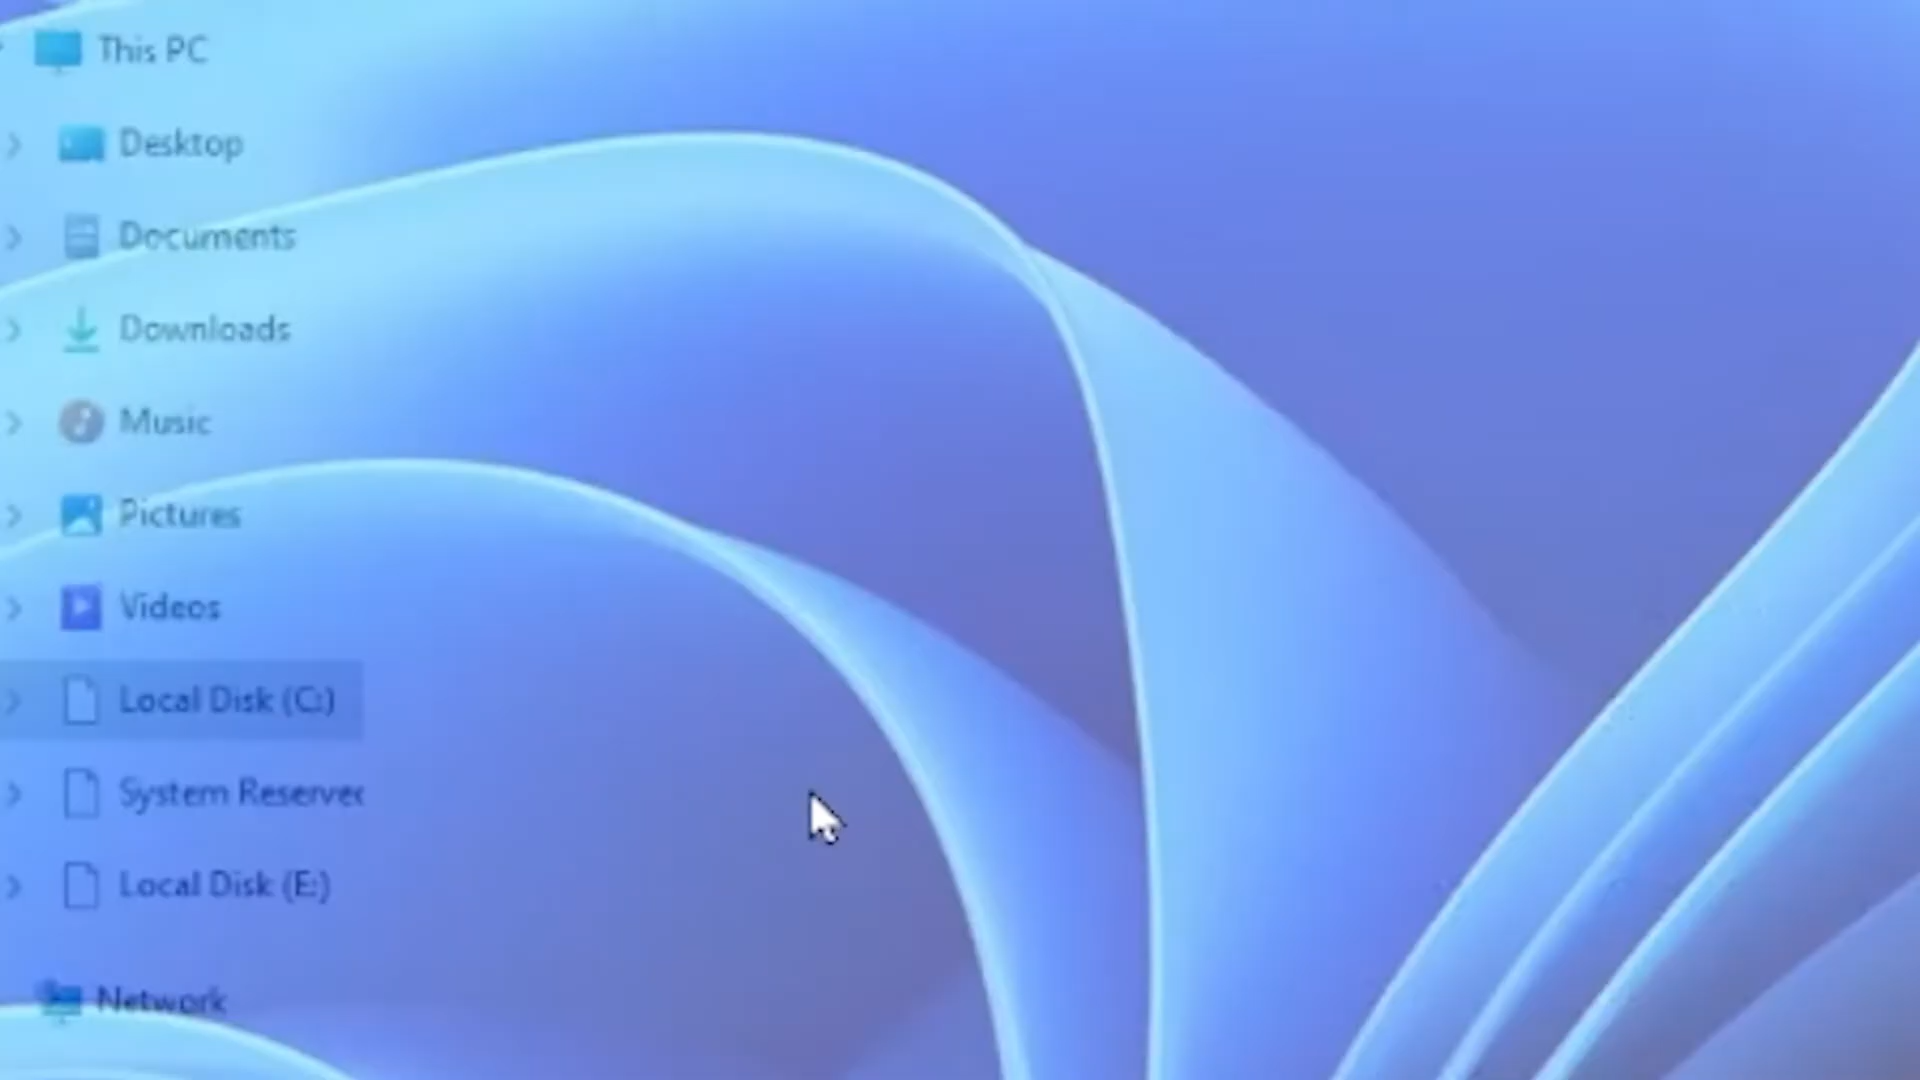 This PC
Desktop
Documents
Downloads
Music
Pictures
Videos
Local Disk (C:)
System Reserved
Local Disk (E:)
Network